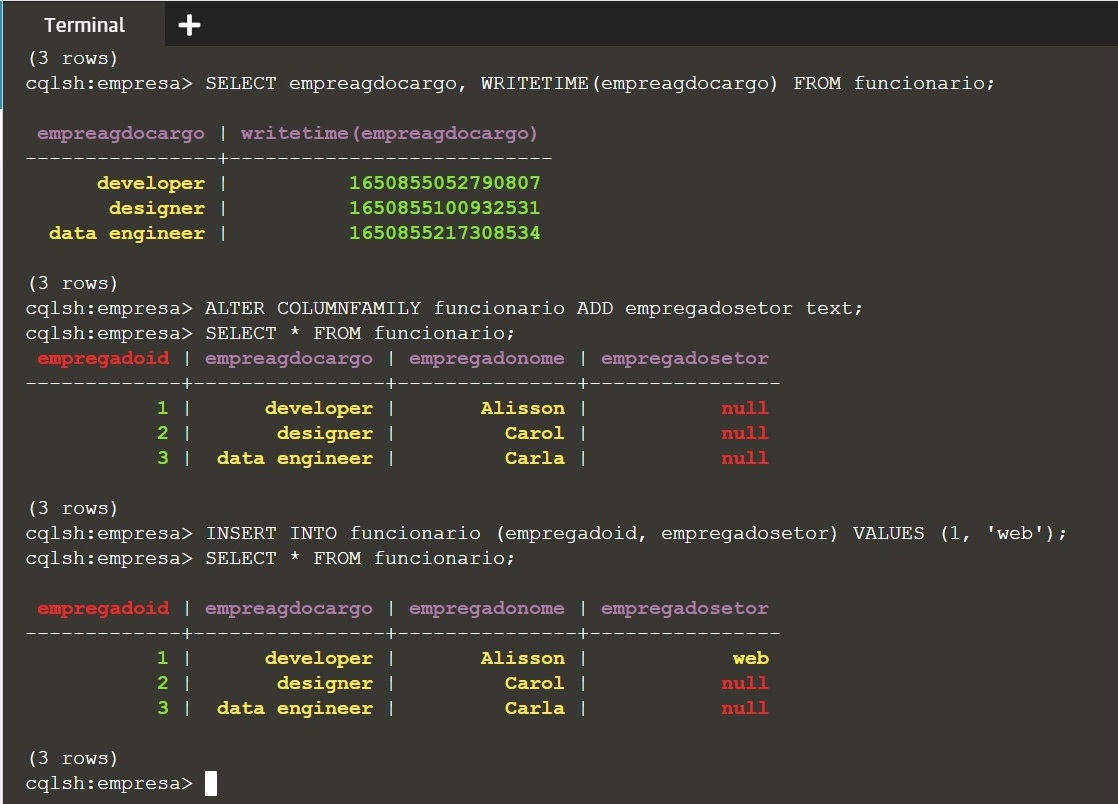 Terminal +
(3 rows)
cqlsh:empresa> SELECT empreagdocargo, WRITETIME(empreagdocargo) FROM funcionario;
empreagdocargo | writetime(empreagdocargo)
----------------+---------------------------
developer | 1650855052790807
designer | 1650855100932531
data engineer | 1650855217308534
(3 rows)
cqlsh:empresa> ALTER COLUMNFAMILY funcionario ADD empregadosetor text;
cqlsh:empresa> SELECT * FROM funcionario;
empregadoid | empreagdocargo | empregadonome | empregadosetor
-------------+----------------+---------------+----------------
1 | developer | Alisson | null
2 | designer | Carol | null
3 | data engineer | Carla | null
(3 rows)
cqlsh:empresa> INSERT INTO funcionario (empregadoid, empregadosetor) VALUES (1, 'web');
cqlsh:empresa> SELECT * FROM funcionario;
empregadoid | empreagdocargo | empregadonome | empregadosetor
-------------+----------------+---------------+----------------
1 | developer | Alisson | web
2 | designer | Carol | null
3 | data engineer | Carla | null
(3 rows)
cqlsh:empresa>